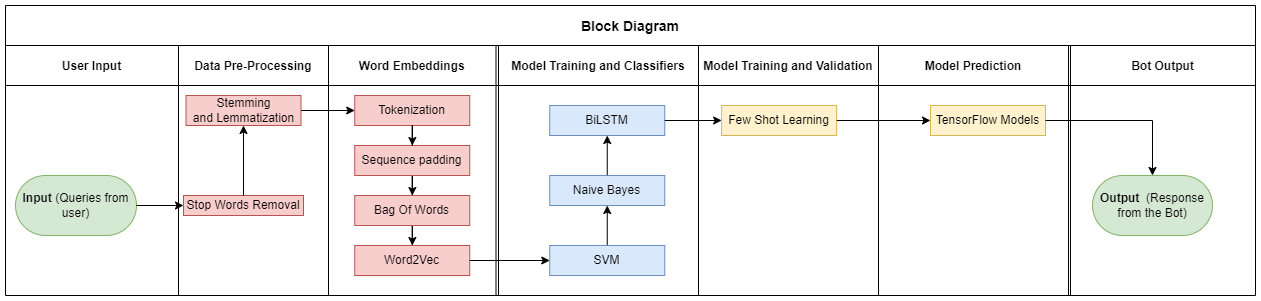 Block Diagram
User Input
Data Pre-Processing
Word Embeddings
Model Training and Classifiers
Model Training and Validation
Model Prediction
Bot Output
Input (Queries from
user)
Stop Words Removal
Stemming
and Lemmatization
Tokenization
Sequence padding
Bag Of Words
Word2Vec
SVM
Naive Bayes
BiLSTM
Few Shot Learning
TensorFlow Models
Output (Response
from the Bot)